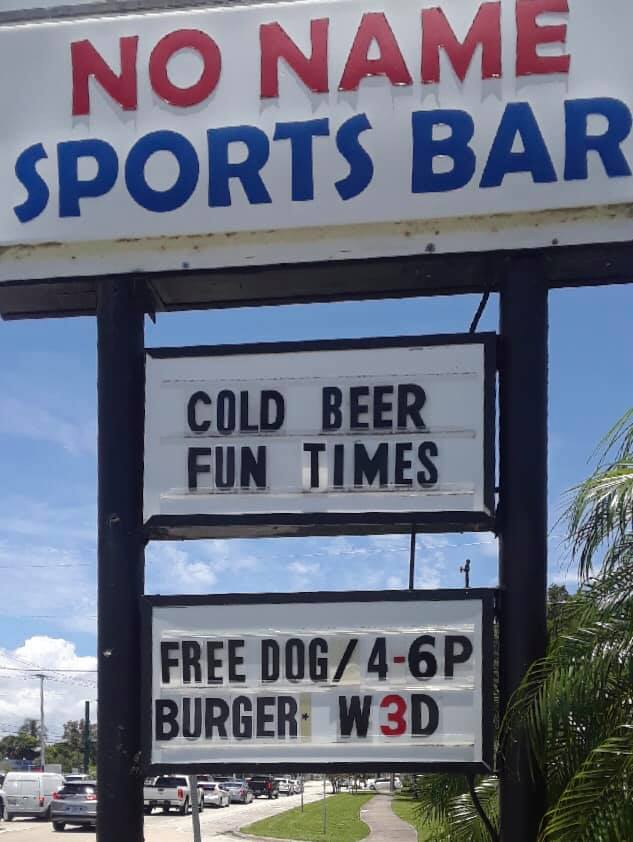 NO NAME
SPORTS BAR
COLD BEER
FUN TIMES
FREE DOG/4-6P
BURGER* W3D